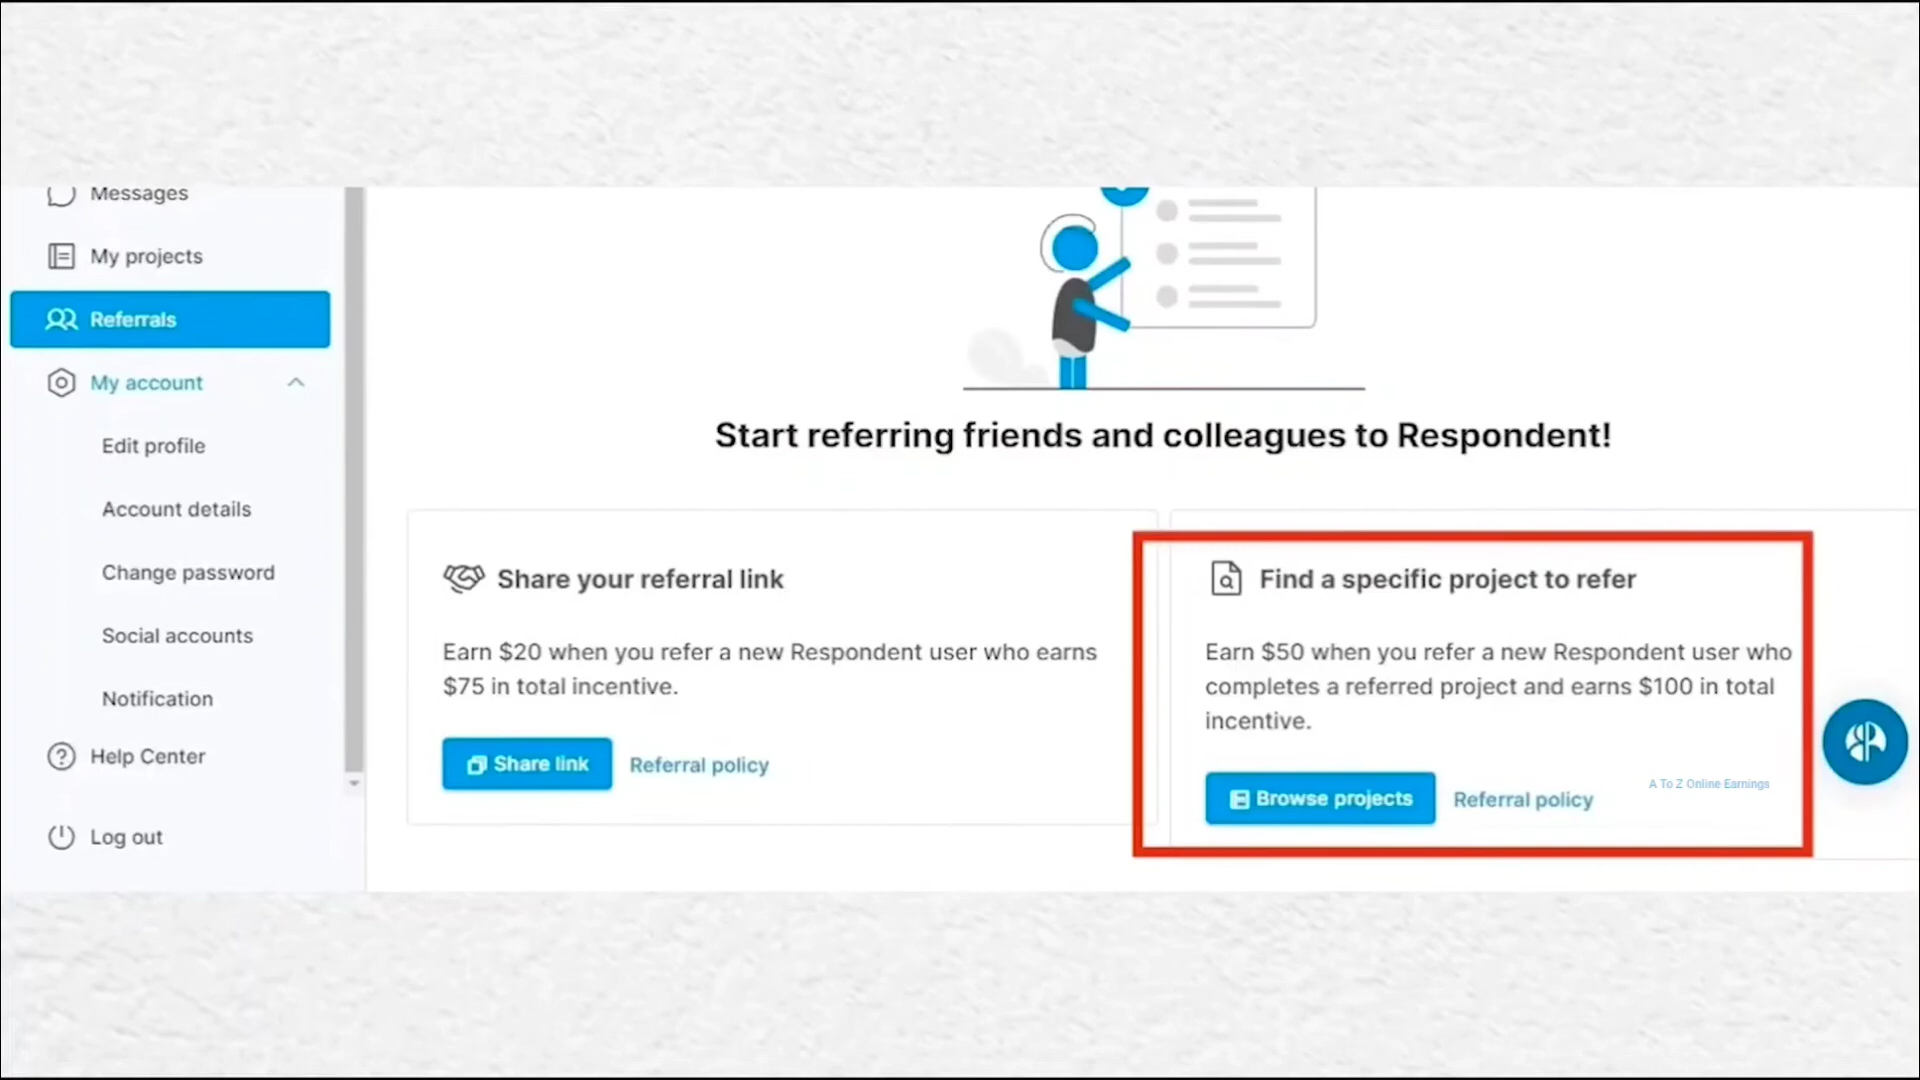 Messages
My projects
Referrals
My account
Edit profile
Account details
Change password
Social accounts
Notification
Help Center
Log out
Start referring friends and colleagues to Respondent!
Share your referral link
Earn $20 when you refer a new Respondent user who earns
$75 in total incentive.
Share link
Referral policy
Find a specific project to refer
Earn $50 when you refer a new Respondent user who
completes a referred project and earns $100 in total
incentive.
Browse projects
Referral policy
A To Z Online Earnings